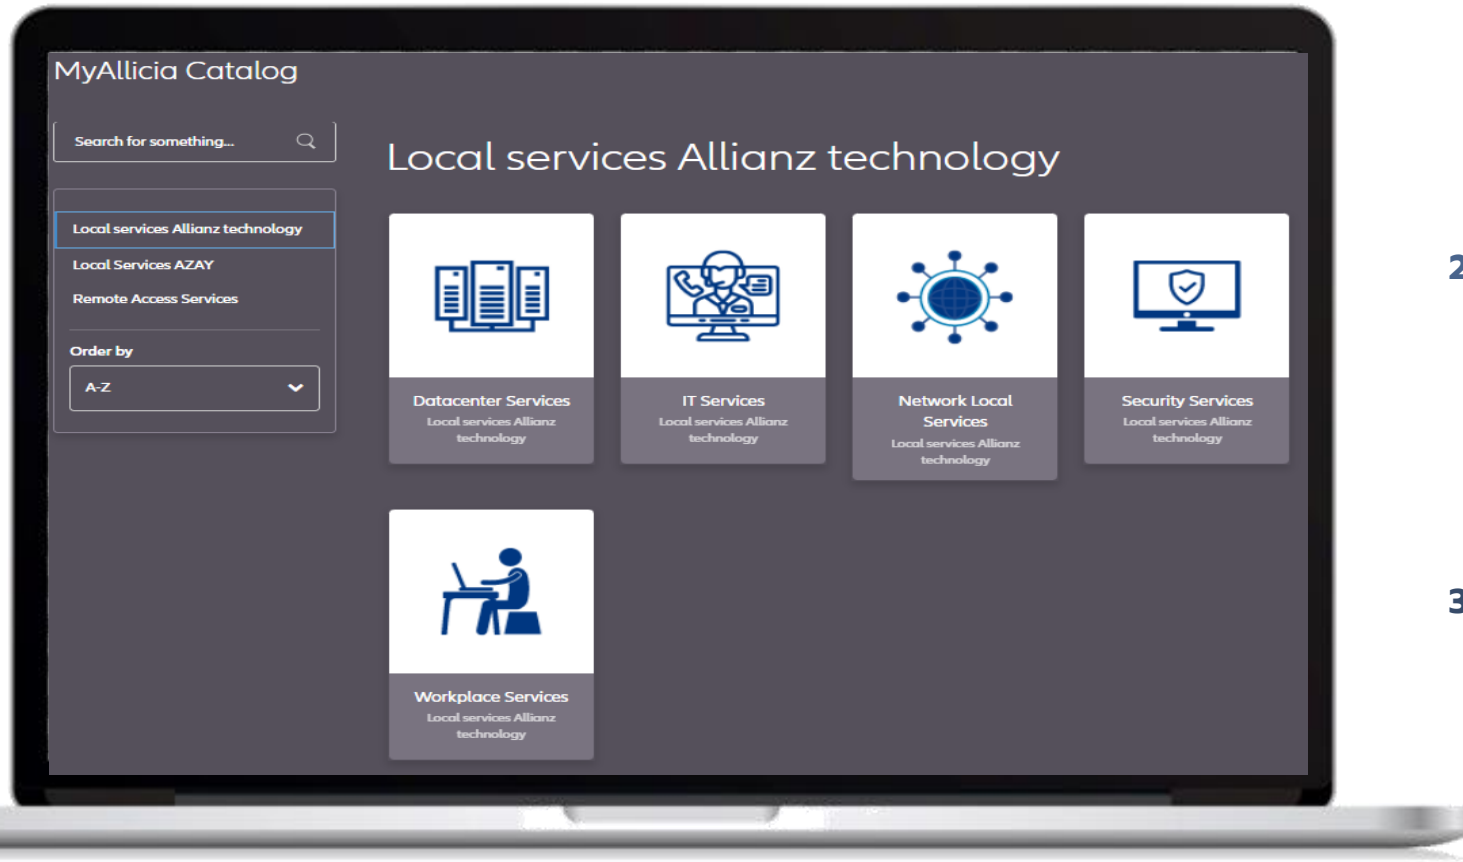 MyAllicia Catalog
Search for something...
Local services Allianz technology
Local Services AZAY
Remote Access Services
Order by
A-Z
Local services Allianz technology
Datacenter Services
Local services Allianz
technology
IT Services
Local services Allianz
technology
Network Local
Services
Local services Allianz
technology
Security Services
Local services Allianz
technology
Workplace Services
Local services Allianz
technology
2
3